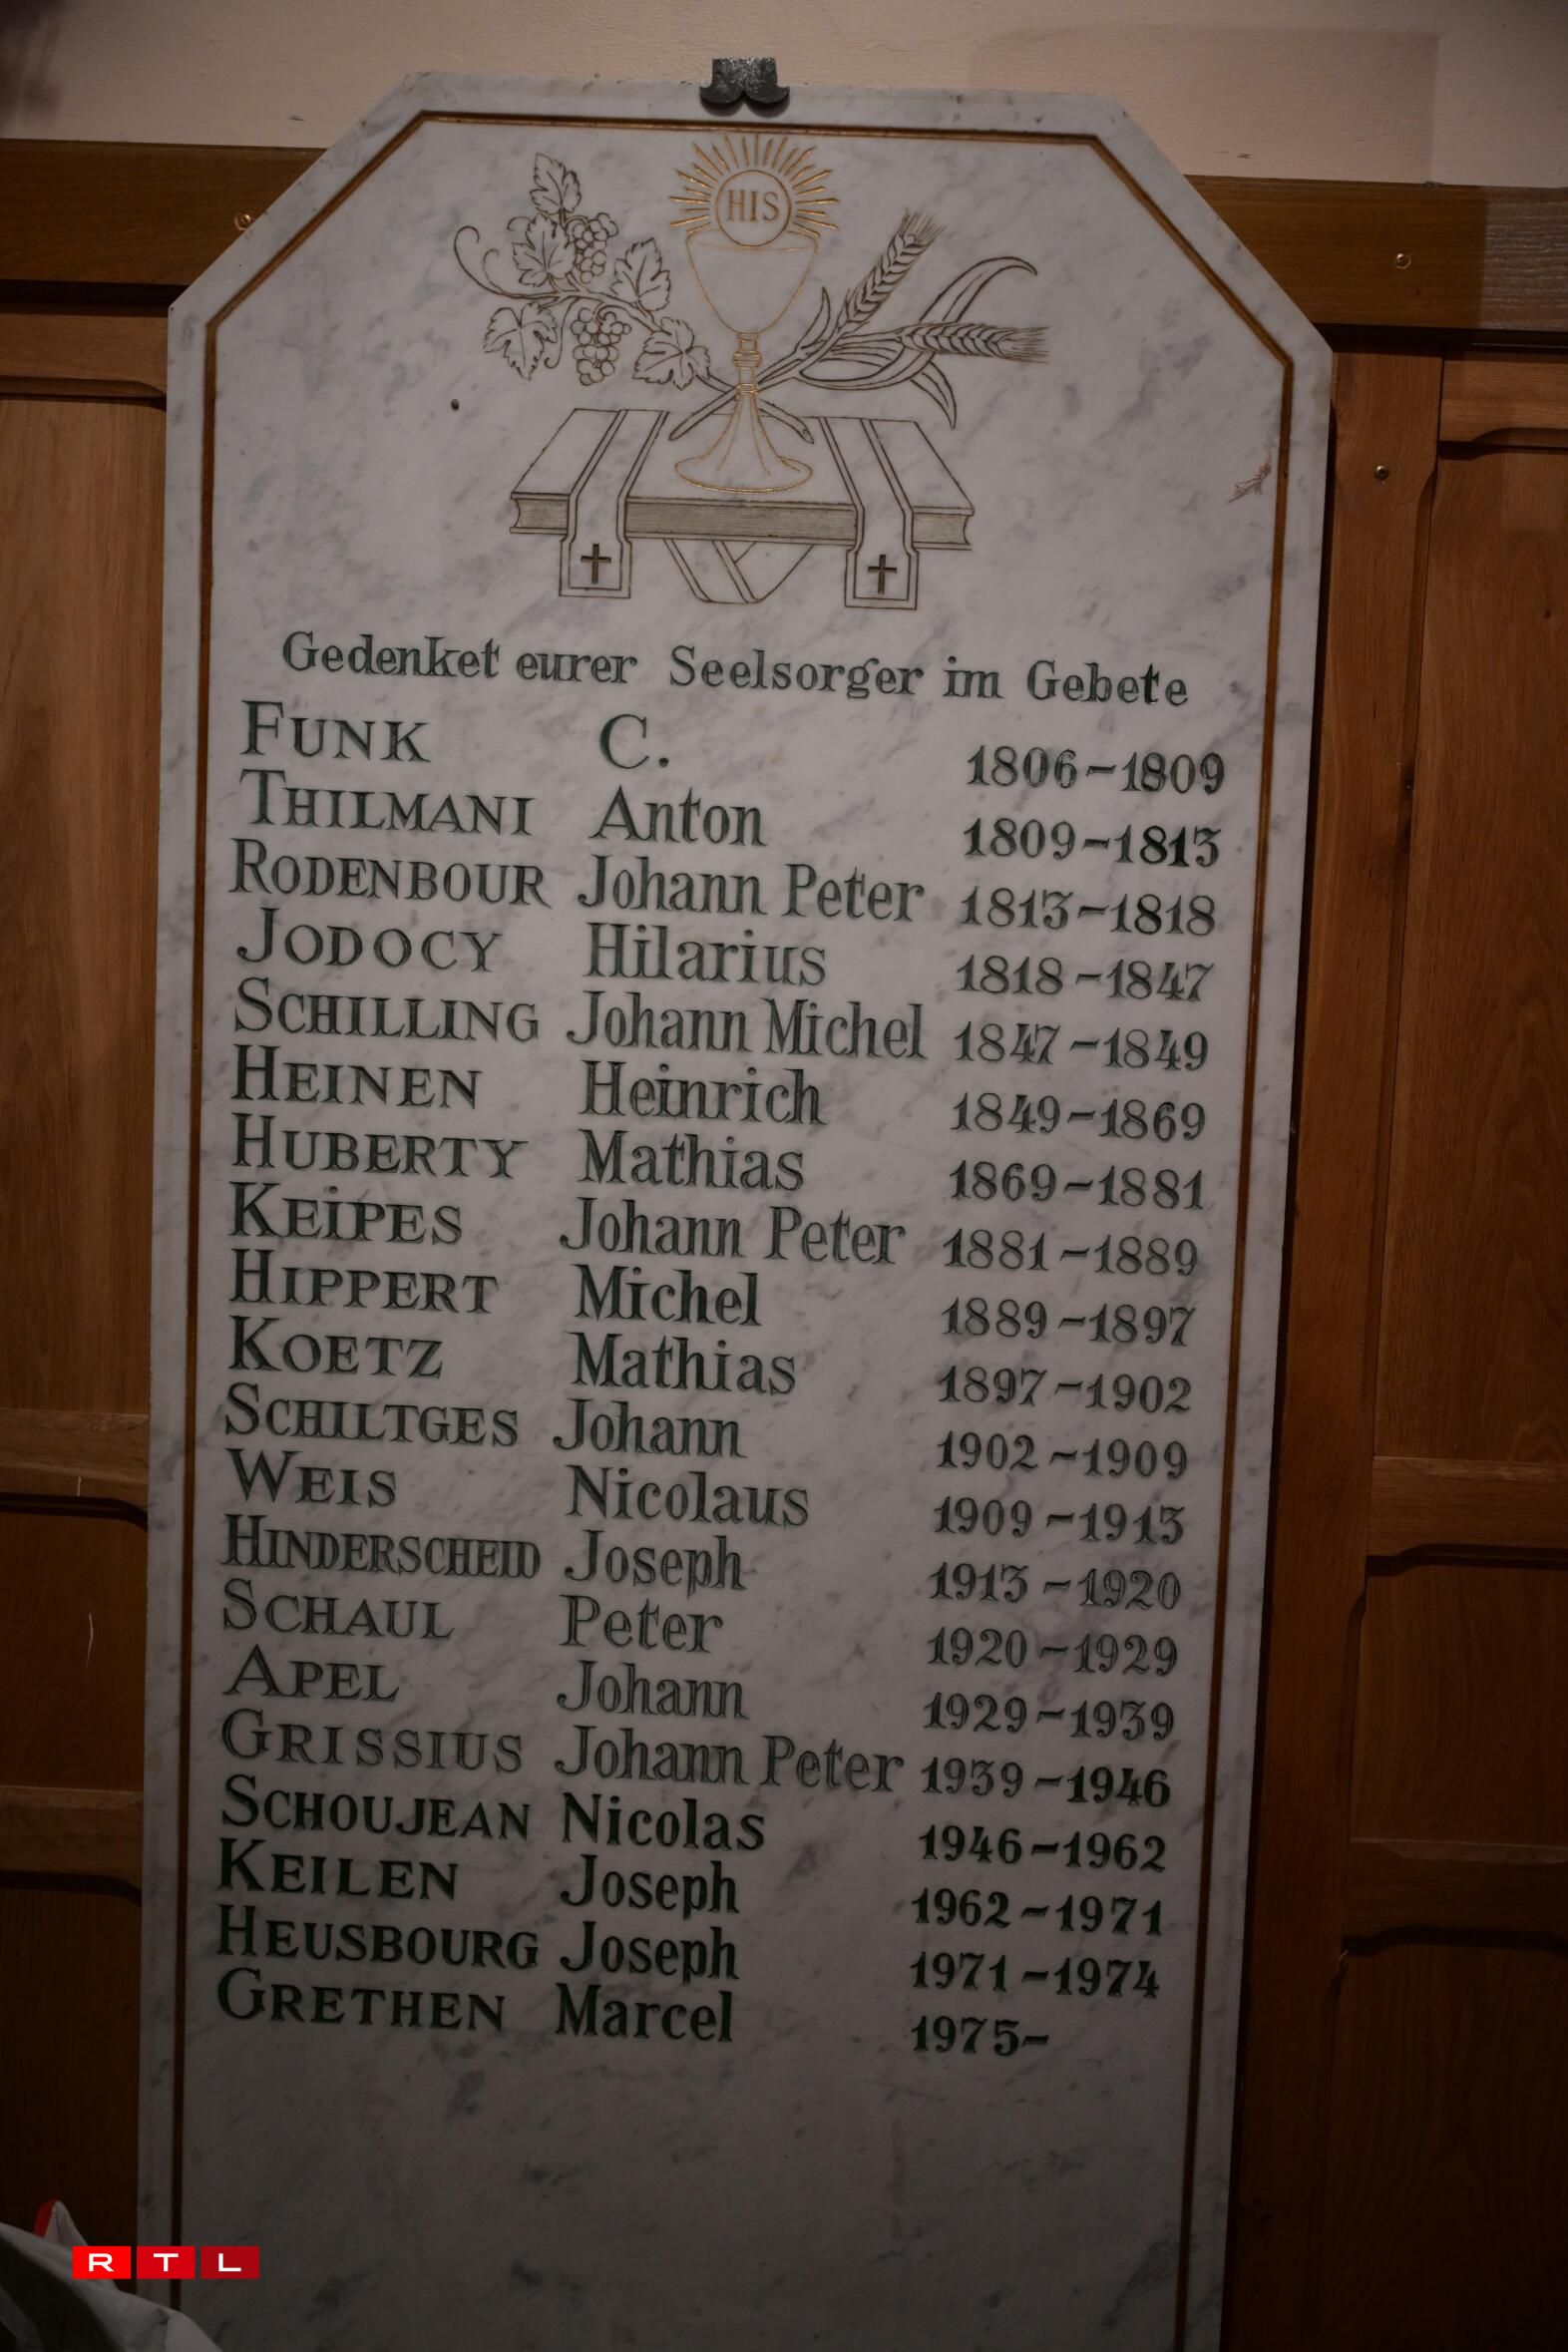 HIS
Gedenket eurer Seelsorger im Gebete
FUNK C. 1806-1809
THILMANI Anton 1809-1813
RODENBOUR Johann Peter 1813-1818
JODOCY Hilarius 1818-1847
SCHILLING Johann Michel 1847-1849
HEINEN Heinrich 1849-1869
HUBERTY Mathias 1869-1881
KEiPES Johann Peter 1881-1889
HIPPERT Michel 1889-1897
KOETZ Mathias 1897-1902
SCHILTGES Johann 1902-1909
WEIS Nicolaus 1909-1913
HINDERSCHEID Joseph 1913-1920
SCHAUL Peter 1920-1929
APEL Johann 1929-1939
GRISSIUS Johann Peter 1939-1946
SCHOUJEAN Nicolas 1946-1962
KEILEN Joseph 1962-1971
HEUSBOURG Joseph 1971-1974
GRETHEN Marcel 1975-
RTL